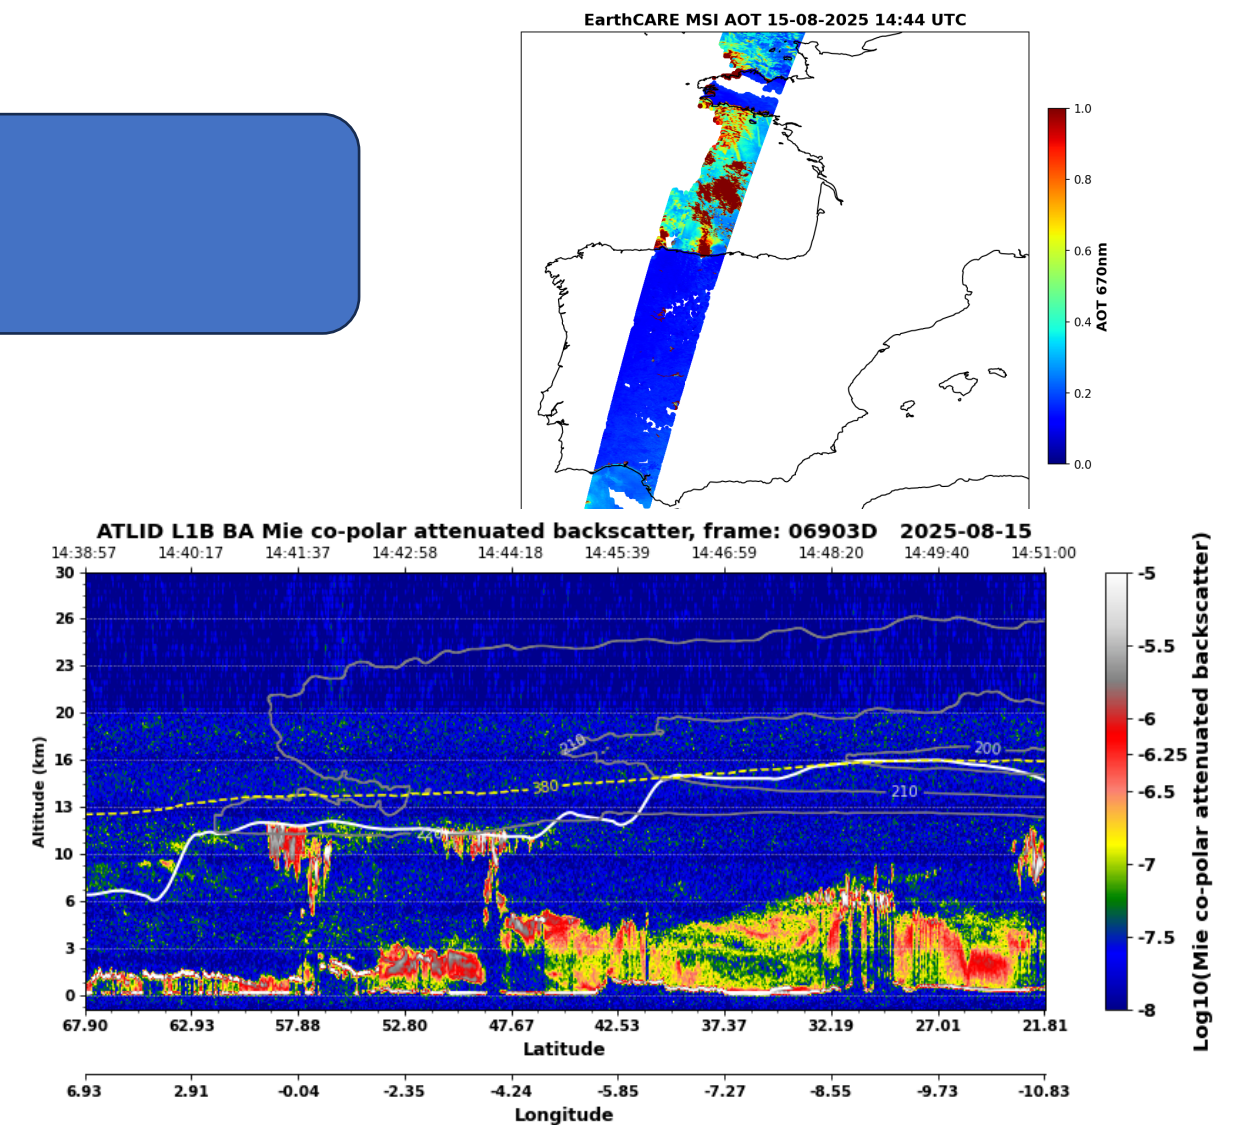 EarthCARE MSI AOT 15-08-2025 14:44 UTC
1.0
0.8
0.6
0.4
0.2
0.0
AOT 670nm
ATLID L1B BA Mie co-polar attenuated backscatter, frame: 06903D 2025-08-15
14:38:57 14:40:17 14:41:37 14:42:58 14:44:18 14:45:39 14:46:59 14:48:20 14:49:40 14:51:00
30
26
23
20
16
13
10
6
3
0
Altitude (km)
210
200
380
210
67.90 62.93 57.88 52.80 47.67 42.53 37.37 32.19 27.01 21.81
Latitude
6.93 2.91 -0.04 -2.35 -4.24 -5.85 -7.27 -8.55 -9.73 -10.83
Longitude
-5
-5.5
-6
-6.25
-6.5
-7
-7.5
-8
Log10(Mie co-polar attenuated backscatter)